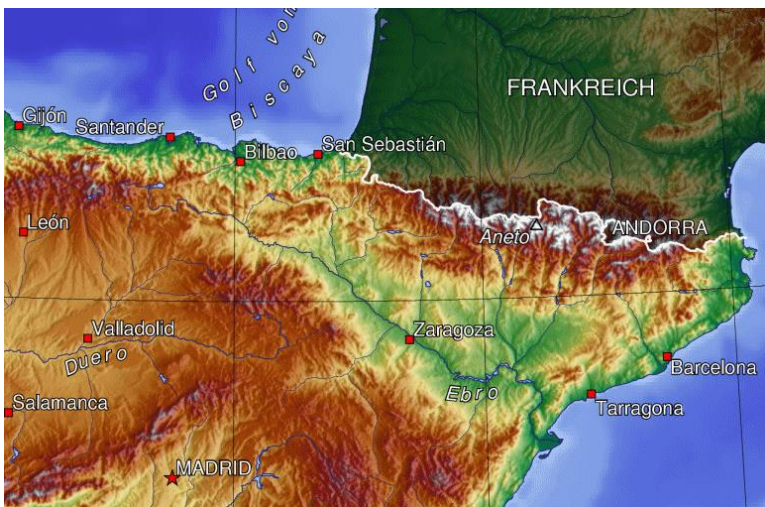 Golf von
Biscaya
FRANKREICH
Gijón
Santander
Bilbao
San Sebastián
León
Aneto
ANDORRA
Valladolid
Zaragoza
Duero
Barcelona
Ebro
Salamanca
Tarragona
MADRID